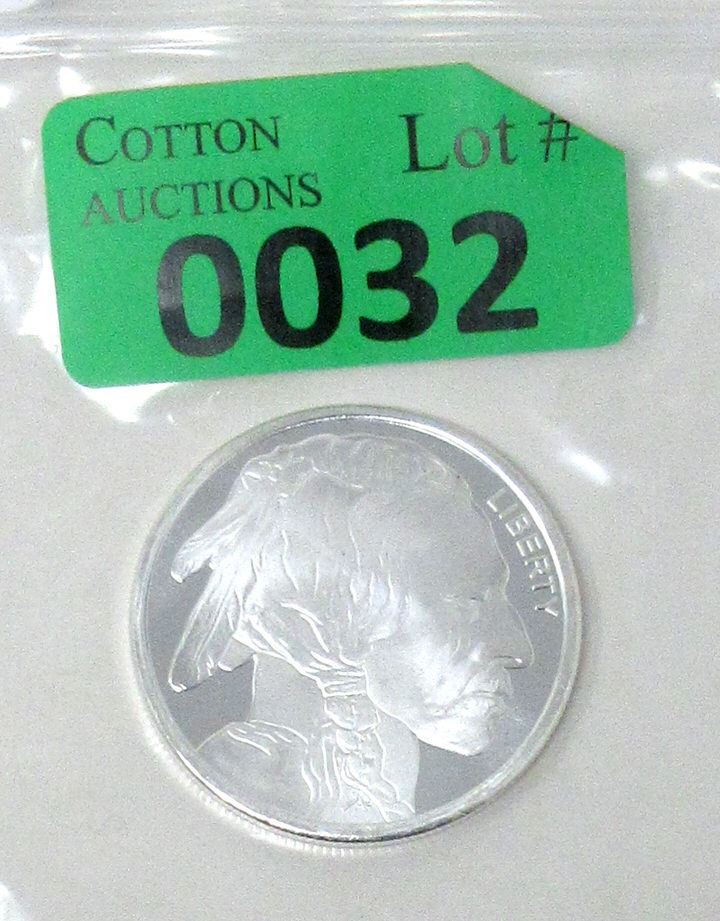 COTTON
AUCTIONS
Lot #
0032
LIBERTY